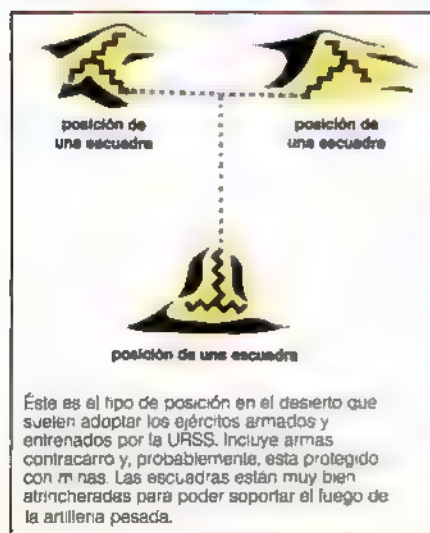 posición de
una escuadra
posición de
una escuadra
posición de una escuadra
Éste es el tipo de posición en el desierto que
suelen adoptar los ejércitos armados y
entrenados por la URSS. Incluye armas
contracarro y, probablemente, esta protegido
con minas. Las escuadras están muy bien
atrincheradas para poder soportar el fuego de
la artillería pesada.